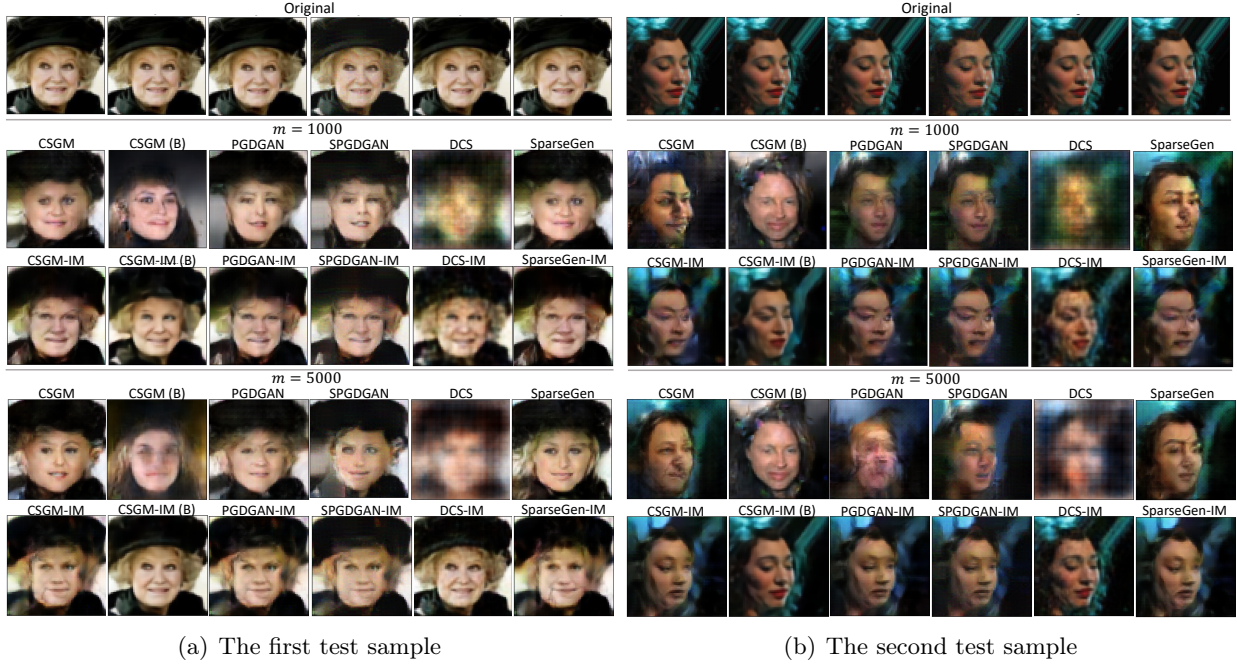 Original
m = 1000
CSGM CSGM (B) PGDGAN SPGDGAN DCS SparseGen
CSGM-IM CSGM-IM (B) PGDGAN-IM SPGDGAN-IM DCS-IM SparseGen-IM
m = 5000
CSGM CSGM (B) PGDGAN SPGDGAN DCS SparseGen
CSGM-IM CSGM-IM (B) PGDGAN-IM SPGDGAN-IM DCS-IM SparseGen-IM
(a) The first test sample
Original
m = 1000
CSGM CSGM (B) PGDGAN SPGDGAN DCS SparseGen
CSGM-IM CSGM-IM (B) PGDGAN-IM SPGDGAN-IM DCS-IM SparseGen-IM
m = 5000
CSGM CSGM (B) PGDGAN SPGDGAN DCS SparseGen
CSGM-IM CSGM-IM (B) PGDGAN-IM SPGDGAN-IM DCS-IM SparseGen-IM
(b) The second test sample